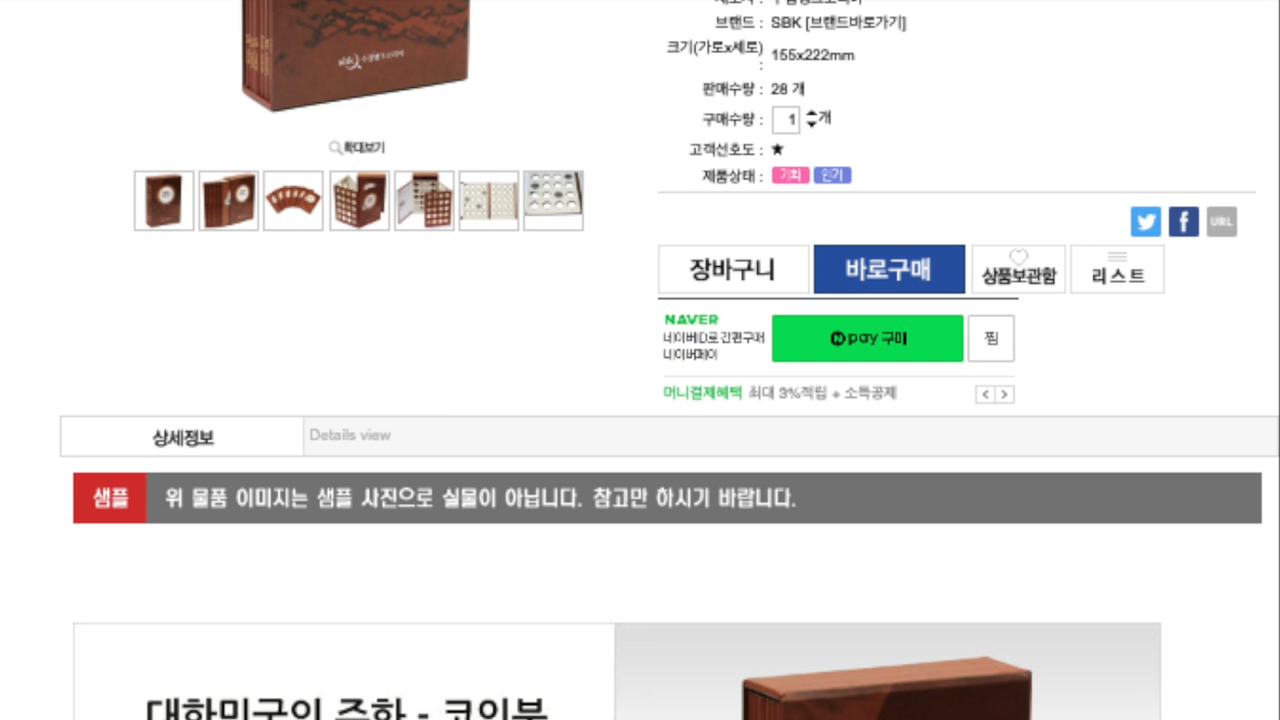 브랜드 : SBK [브랜드바로가기]
크기(가로x세로) : 155x222mm
판매수량 : 28 개
구매수량 : 1 개
고객선호도 : ★
제품상태 : 기획 인기
확대보기
URL
장바구니 바로구매 상품보관함 리스트
NAVER
네이버ID로 간편구매
네이버페이
N pay 구매
찜
머니결제혜택 최대 3%적립 + 소득공제
상세정보 Details view
샘플 위 물품 이미지는 샘플 사진으로 실물이 아닙니다. 참고만 하시기 바랍니다.
대한민국의 주화 - 코인북